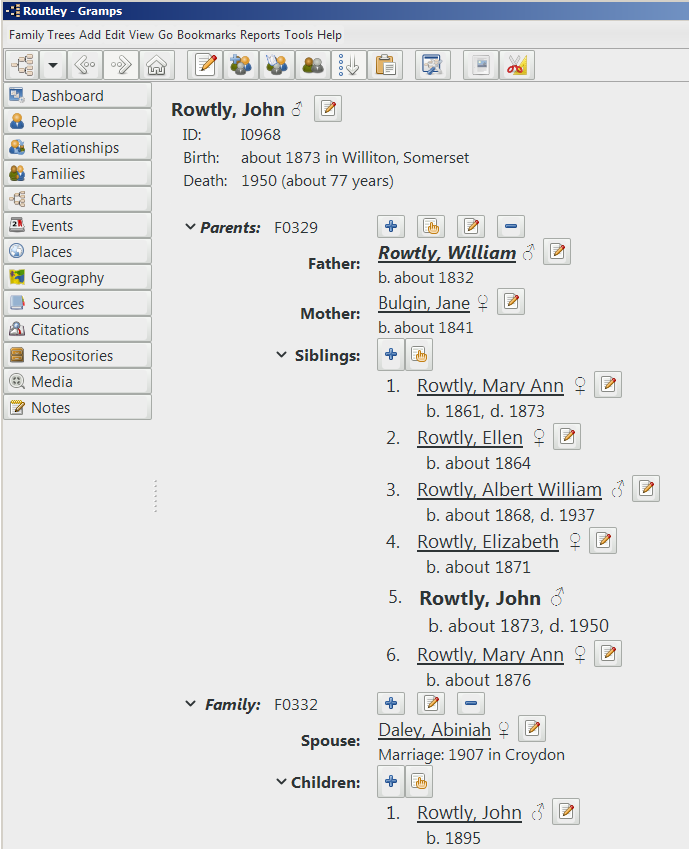 Routley - Gramps
Family Trees Add Edit View Go Bookmarks Reports Tools Help
Dashboard
People
Relationships
Families
Charts
Events
Places
Geography
Sources
Citations
Repositories
Media
Notes
Rowtly, John ♂
ID: I0968
Birth: about 1873 in Williton, Somerset
Death: 1950 (about 77 years)
Parents: F0329
Father: Rowtly, William ♂
b. about 1832
Mother: Bulgin, Jane ♀
b. about 1841
Siblings:
1. Rowtly, Mary Ann ♀
b. 1861, d. 1873
2. Rowtly, Ellen ♀
b. about 1864
3. Rowtly, Albert William ♂
b. about 1868, d. 1937
4. Rowtly, Elizabeth ♀
b. about 1871
5. Rowtly, John ♂
b. about 1873, d. 1950
6. Rowtly, Mary Ann ♀
b. about 1876
Family: F0332
Spouse: Daley, Abiniah ♀
Marriage: 1907 in Croydon
Children:
1. Rowtly, John ♂
b. 1895